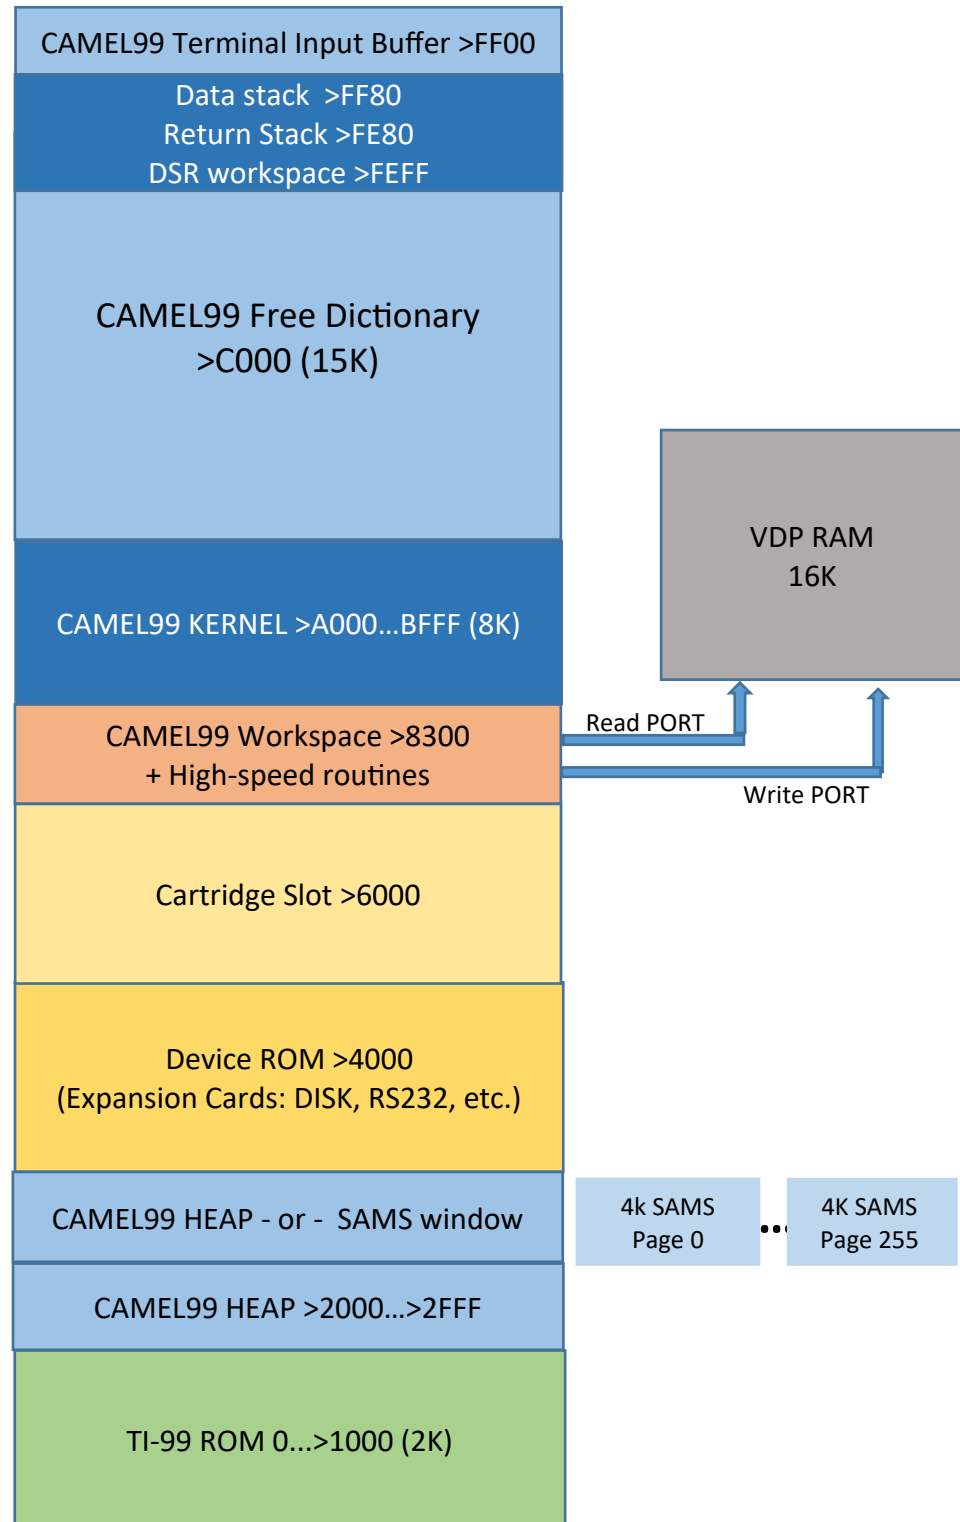 CAMEL99 Terminal Input Buffer >FF00
Data stack >FF80
Return Stack >FE80
DSR workspace >FEFF
CAMEL99 Free Dictionary
>C000 (15K)
VDP RAM
16K
CAMEL99 KERNEL >A000...BFFF (8K)
CAMEL99 Workspace >8300
+ High-speed routines
Read PORT
Write PORT
Cartridge Slot >6000
Device ROM >4000
(Expansion Cards: DISK, RS232, etc.)
CAMEL99 HEAP - or - SAMS window
4k SAMS
Page 0
...
4K SAMS
Page 255
CAMEL99 HEAP >2000...>2FFF
TI-99 ROM 0...>1000 (2K)